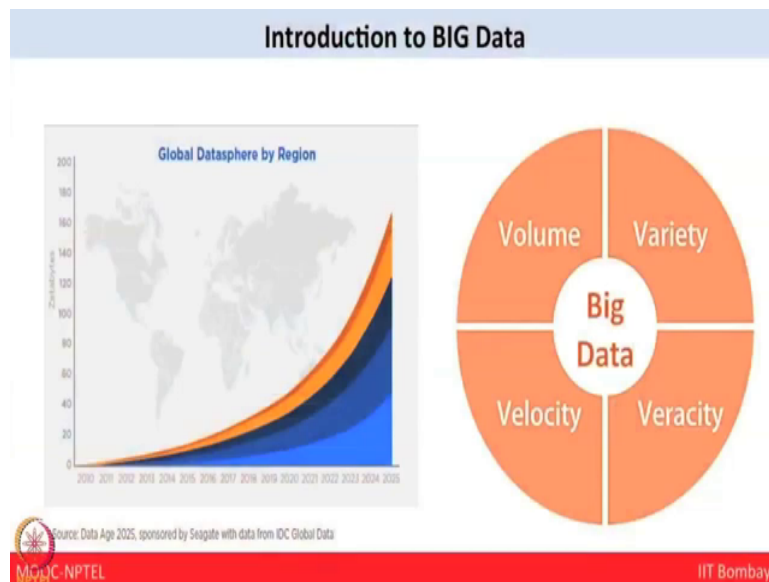 Introduction to BIG Data
Global Datasphere by Region
Zetabytes
200
180
160
140
120
100
80
60
40
20
0
2010 2011 2012 2013 2014 2015 2016 2017 2018 2019 2020 2021 2022 2023 2024 2025
Volume
Variety
Big
Data
Velocity
Veracity
Source: Data Age 2025, sponsored by Seagate with data from IDC Global Data
MOOC-NPTEL
IIT Bombay